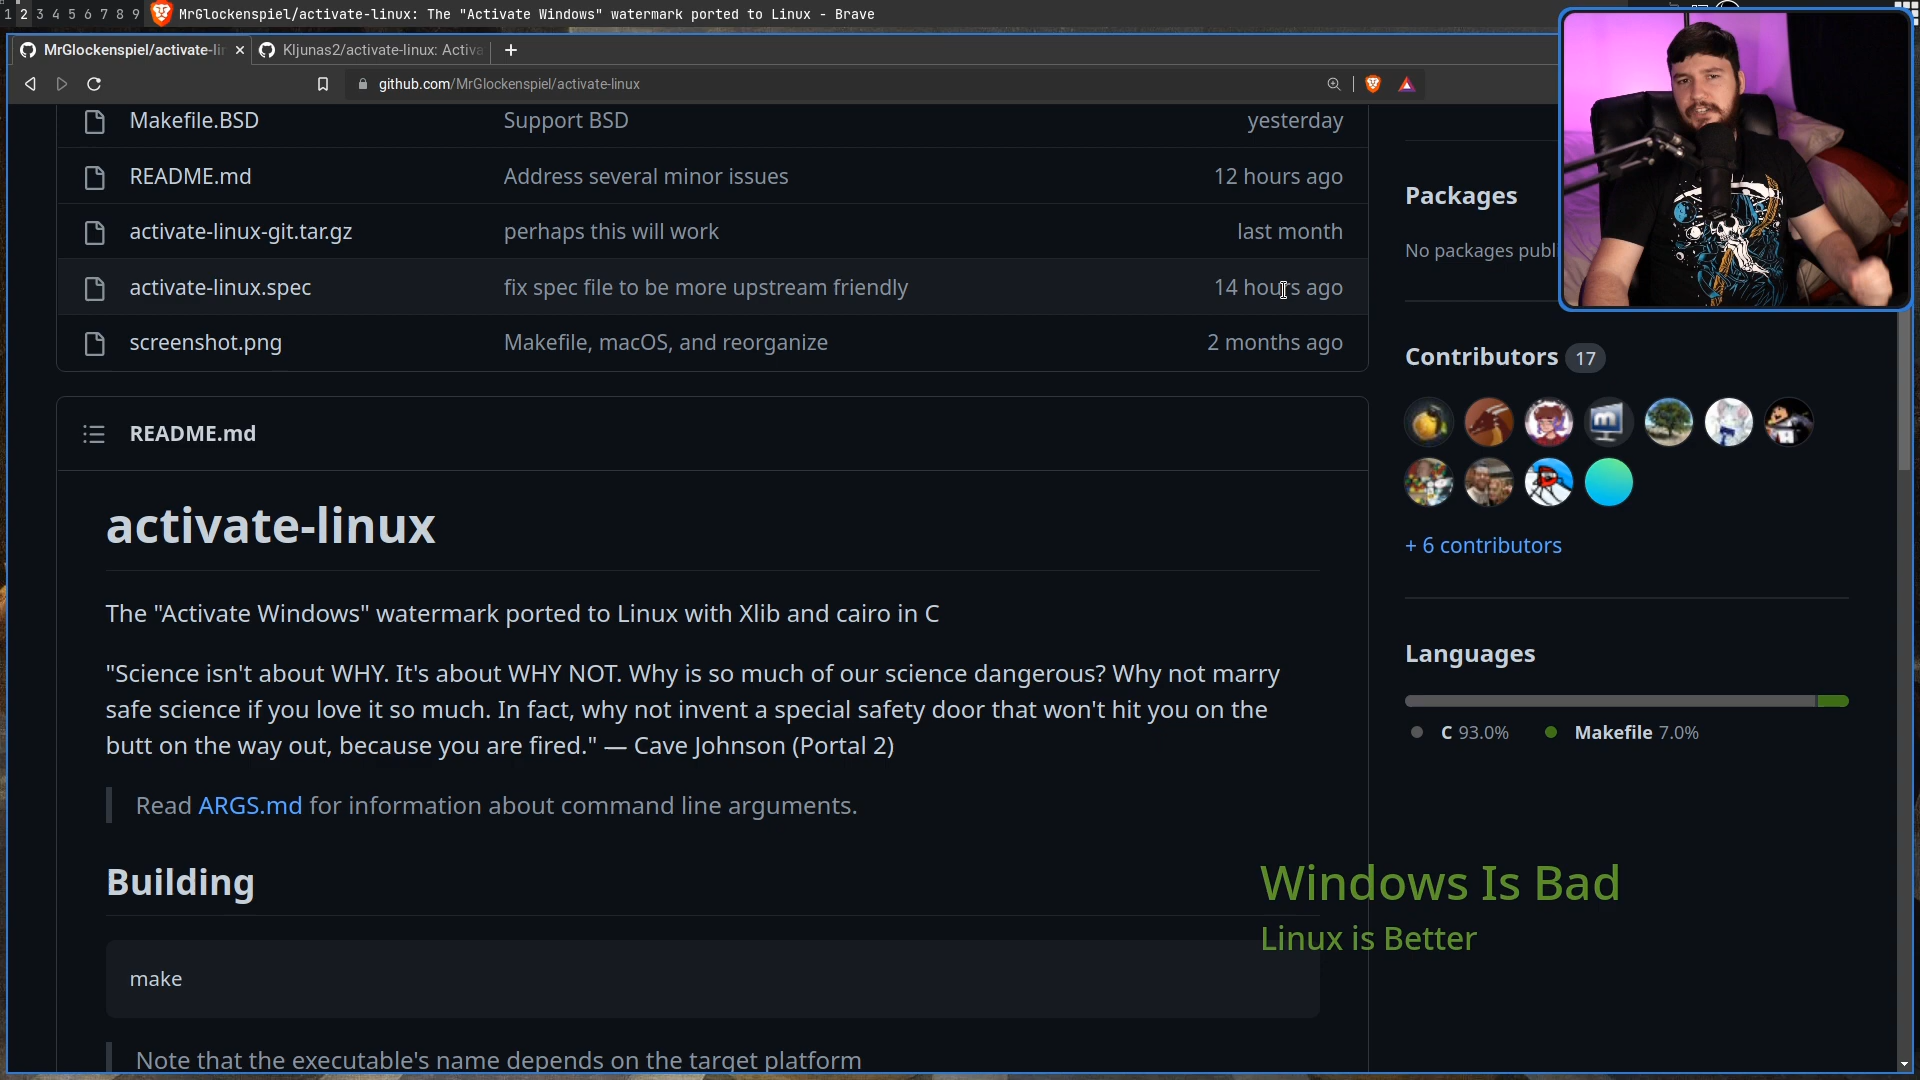 1 2 3 4 5 6 7 8 9 MrGlockenspiel/activate-linux: The "Activate Windows" watermark ported to Linux - Brave
MrGlockenspiel/activate-li
Kljunas2/activate-linux: Activa
github.com/MrGlockenspiel/activate-linux
Makefile.BSD Support BSD yesterday
README.md Address several minor issues 12 hours ago
activate-linux-git.tar.gz perhaps this will work last month
activate-linux.spec fix spec file to be more upstream friendly 14 hours ago
screenshot.png Makefile, macOS, and reorganize 2 months ago
README.md
activate-linux
The "Activate Windows" watermark ported to Linux with Xlib and cairo in C
"Science isn't about WHY. It's about WHY NOT. Why is so much of our science dangerous? Why not marry
safe science if you love it so much. In fact, why not invent a special safety door that won't hit you on the
butt on the way out, because you are fired." — Cave Johnson (Portal 2)
Read ARGS.md for information about command line arguments.
Building
make
Note that the executable's name depends on the target platform
Packages
No packages publ
Contributors 17
+ 6 contributors
Languages
C 93.0% Makefile 7.0%
Windows Is Bad
Linux is Better